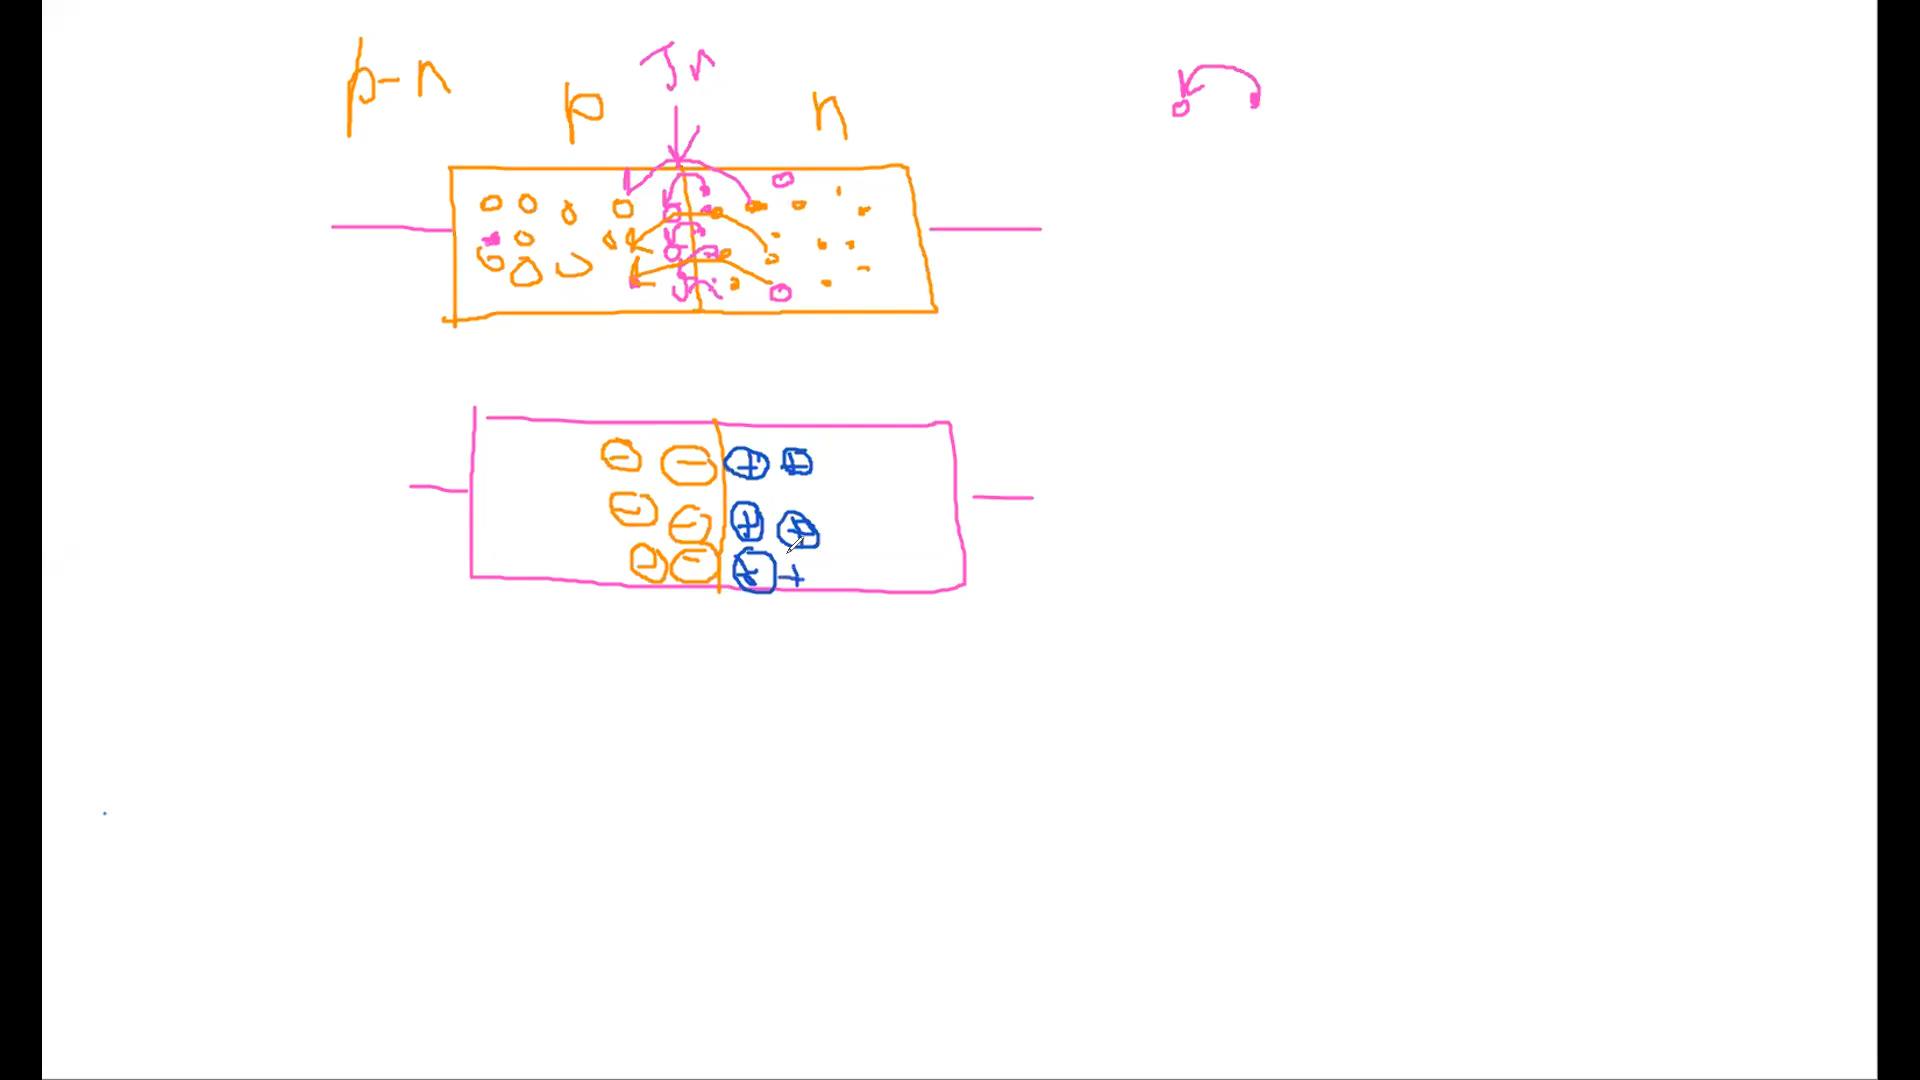 p-n
p
Jn
n
- - + +
- - + +
- - + +